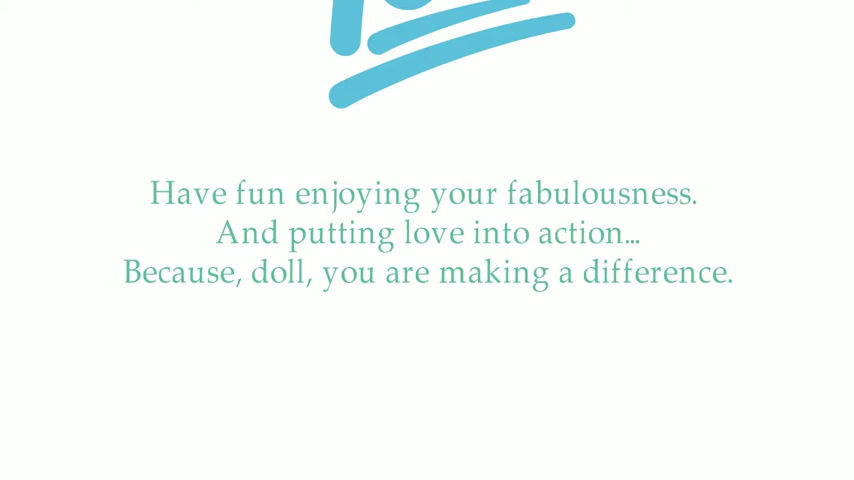 Have fun enjoying your fabulousness.
And putting love into action...
Because, doll, you are making a difference.